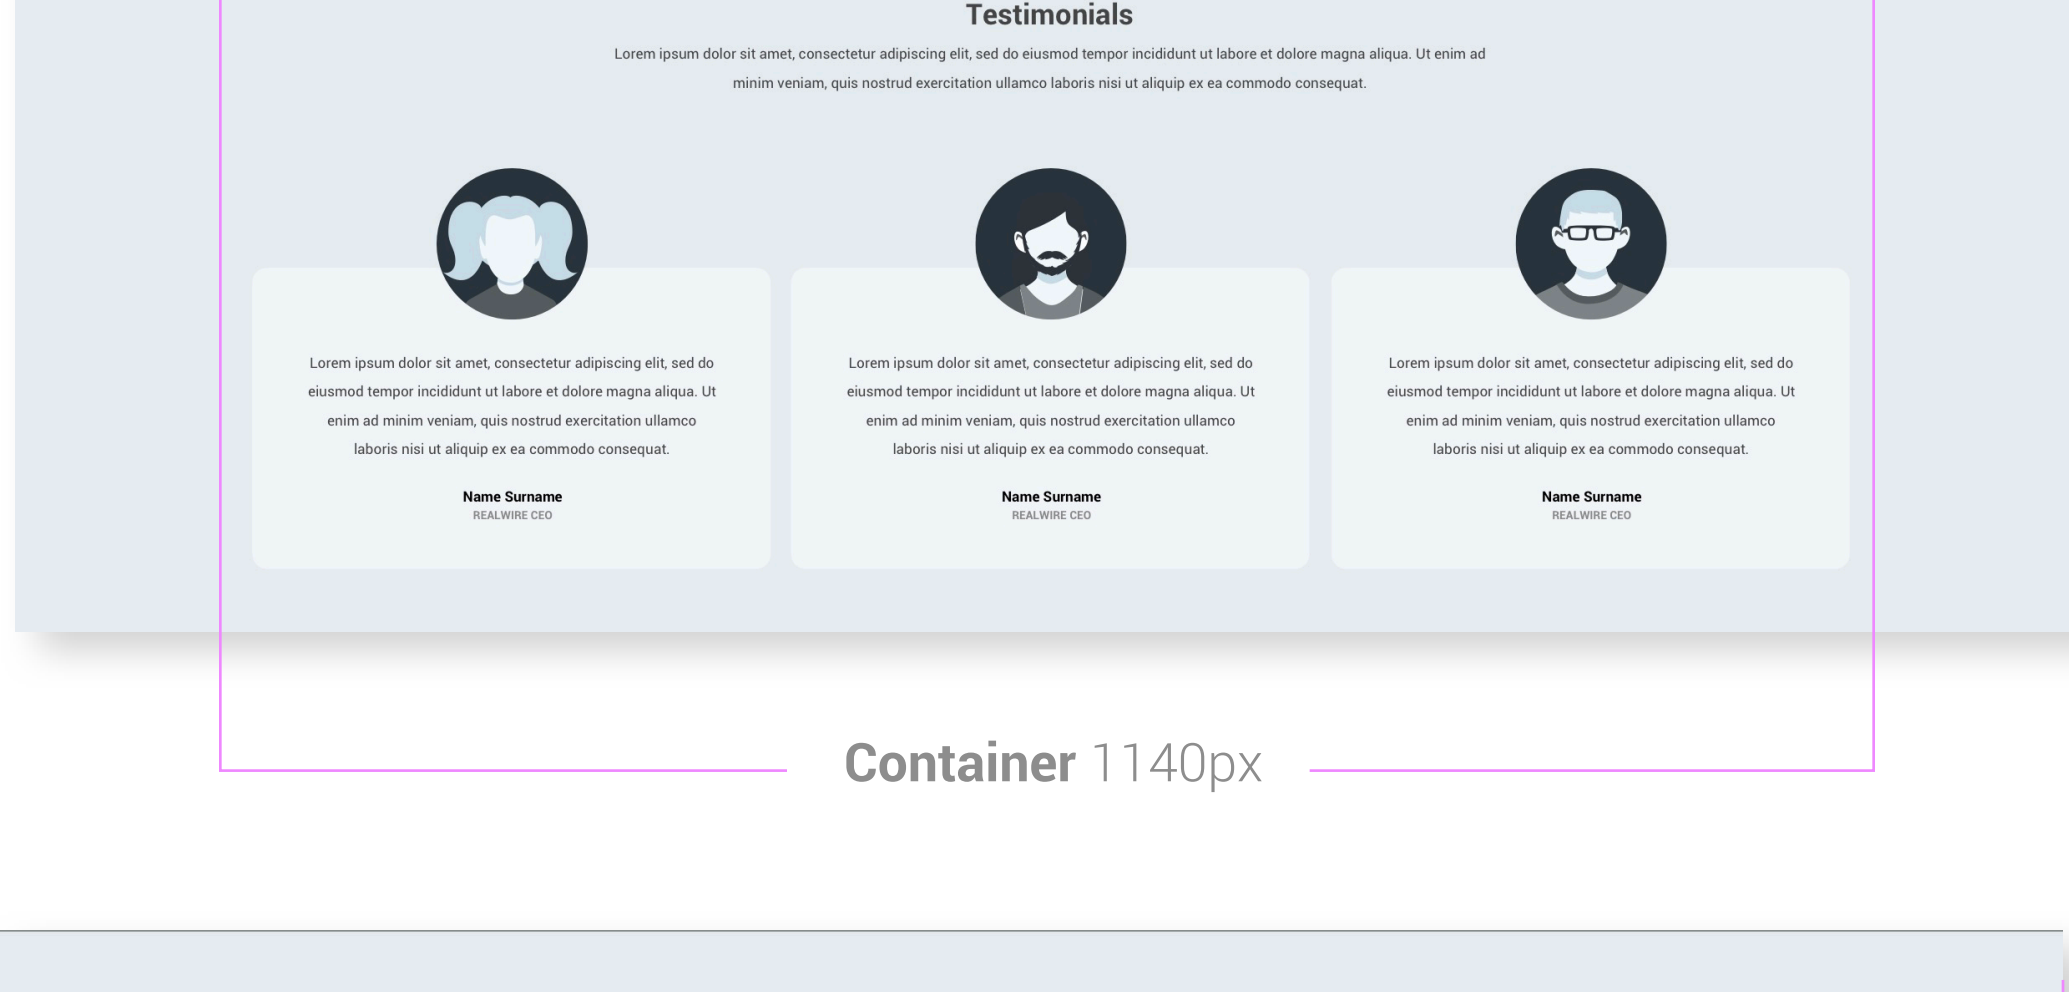 Testimonials
Lorem ipsum dolor sit amet, consectetur adipiscing elit, sed do eiusmod tempor incididunt ut labore et dolore magna aliqua. Ut enim ad
minim veniam, quis nostrud exercitation ullamco laboris nisi ut aliquip ex ea commodo consequat.
Lorem ipsum dolor sit amet, consectetur adipiscing elit, sed do
eiusmod tempor incididunt ut labore et dolore magna aliqua. Ut
enim ad minim veniam, quis nostrud exercitation ullamco
laboris nisi ut aliquip ex ea commodo consequat.
Name Surname
REALWIRE CEO
Lorem ipsum dolor sit amet, consectetur adipiscing elit, sed do
eiusmod tempor incididunt ut labore et dolore magna aliqua. Ut
enim ad minim veniam, quis nostrud exercitation ullamco
laboris nisi ut aliquip ex ea commodo consequat.
Name Surname
REALWIRE CEO
Lorem ipsum dolor sit amet, consectetur adipiscing elit, sed do
eiusmod tempor incididunt ut labore et dolore magna aliqua. Ut
enim ad minim veniam, quis nostrud exercitation ullamco
laboris nisi ut aliquip ex ea commodo consequat.
Name Surname
REALWIRE CEO
Container 1140px